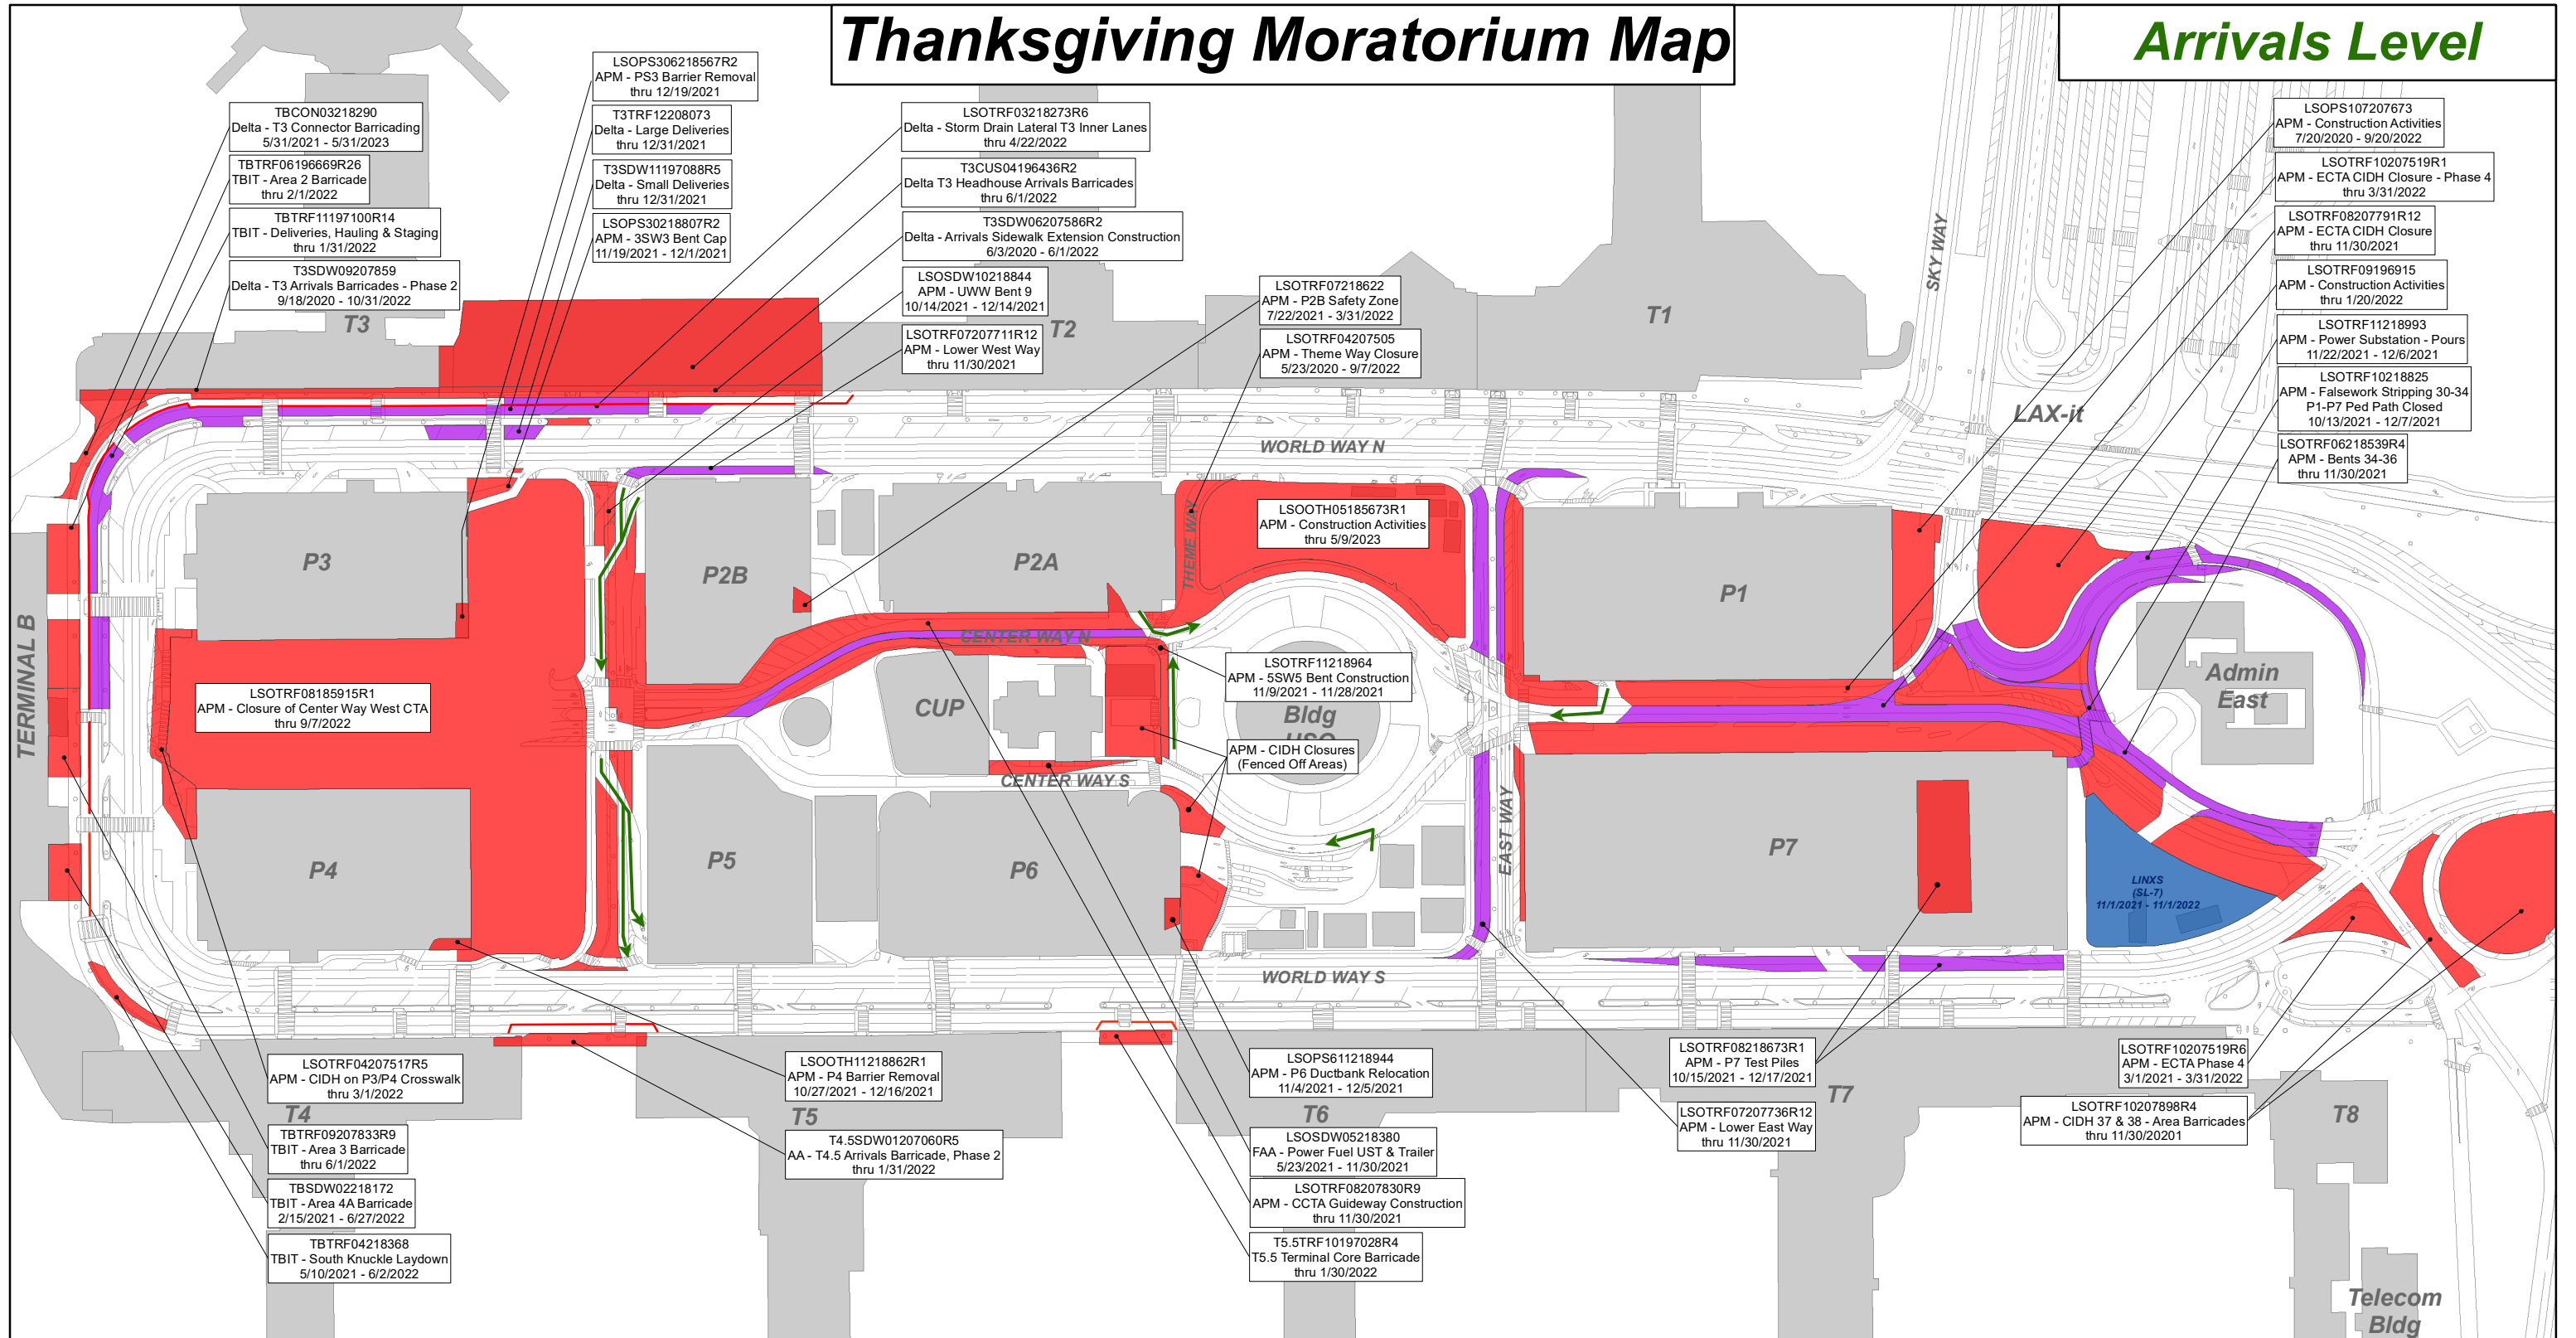 Thanksgiving Moratorium Map
Arrivals Level
TBCON03218290
Delta - T3 Connector Barricading
5/31/2021 - 5/31/2023
TBTRF06196669R26
TBIT - Area 2 Barricade
thru 2/1/2022
TBTRF11197100R14
TBIT - Deliveries, Hauling & Staging
thru 1/31/2022
T3SDW09207859
Delta - T3 Arrivals Barricades - Phase 2
9/18/2020 - 10/31/2022
LSOPS306218567R2
APM - PS3 Barrier Removal
thru 12/19/2021
T3TRF12208073
Delta - Large Deliveries
thru 12/31/2021
T3SDW11197088R5
Delta - Small Deliveries
thru 12/31/2021
LSOPS30218807R2
APM - 3SW3 Bent Cap
11/19/2021 - 12/1/2021
LSOTRF03218273R6
Delta - Storm Drain Lateral T3 Inner Lanes
thru 4/22/2022
T3CUS04196436R2
Delta T3 Headhouse Arrivals Barricades
thru 6/1/2022
T3SDW06207586R2
Delta - Arrivals Sidewalk Extension Construction
6/3/2020 - 6/1/2022
LSOSDW10218844
APM - UWW Bent 9
10/14/2021 - 12/14/2021
LSOTRF07207711R12
APM - Lower West Way
thru 11/30/2021
LSOTRF07218622
APM - P2B Safety Zone
7/22/2021 - 3/31/2022
LSOTRF04207505
APM - Theme Way Closure
5/23/2020 - 9/7/2022
LSOPS107207673
APM - Construction Activities
7/20/2020 - 9/20/2022
LSOTRF10207519R1
APM - ECTA CIDH Closure - Phase 4
thru 3/31/2022
LSOTRF08207791R12
APM - ECTA CIDH Closure
thru 11/30/2021
LSOTRF09196915
APM - Construction Activities
thru 1/20/2022
LSOTRF11218993
APM - Power Substation - Pours
11/22/2021 - 12/6/2021
LSOTRF10218825
APM - Falsework Stripping 30-34
P1-P7 Ped Path Closed
10/13/2021 - 12/7/2021
LSOTRF06218539R4
APM - Bents 34-36
thru 11/30/2021
T3
T2
T1
SKY WAY
LAX-it
WORLD WAY N
LSOOTH05185673R1
APM - Construction Activities
thru 5/9/2023
THEME WAY
P3
P2B
P2A
P1
TERMINAL B
CENTER WAY N
LSOTRF11218964
APM - 5SW5 Bent Construction
11/9/2021 - 11/28/2021
LSOTRF08185915R1
APM - Closure of Center Way West CTA
thru 9/7/2022
CUP
Bldg
Admin
East
APM - CIDH Closures
(Fenced Off Areas)
CENTER WAY S
EAST WAY
P4
P5
P6
P7
LINXS
(SL-7)
11/1/2021 - 11/1/2022
WORLD WAY S
LSOTRF04207517R5
APM - CIDH on P3/P4 Crosswalk
thru 3/1/2022
T4
TBTRF09207833R9
TBIT - Area 3 Barricade
thru 6/1/2022
TBSDW02218172
TBIT - Area 4A Barricade
2/15/2021 - 6/27/2022
TBTRF04218368
TBIT - South Knuckle Laydown
5/10/2021 - 6/2/2022
LSOOTH11218862R1
APM - P4 Barrier Removal
10/27/2021 - 12/16/2021
T5
T4.5SDW01207060R5
AA - T4.5 Arrivals Barricade, Phase 2
thru 1/31/2022
LSOPS611218944
APM - P6 Ductbank Relocation
11/4/2021 - 12/5/2021
T6
LSOSDW05218380
FAA - Power Fuel UST & Trailer
5/23/2021 - 11/30/2021
LSOTRF08207830R9
APM - CCTA Guideway Construction
thru 11/30/2021
T5.5TRF10197028R4
T5.5 Terminal Core Barricade
thru 1/30/2022
LSOTRF08218673R1
APM - P7 Test Piles
10/15/2021 - 12/17/2021
T7
LSOTRF07207736R12
APM - Lower East Way
thru 11/30/2021
LSOTRF10207519R6
APM - ECTA Phase 4
3/1/2021 - 3/31/2022
LSOTRF10207898R4
APM - CIDH 37 & 38 - Area Barricades
thru 11/30/20201
T8
Telecom
Bldg